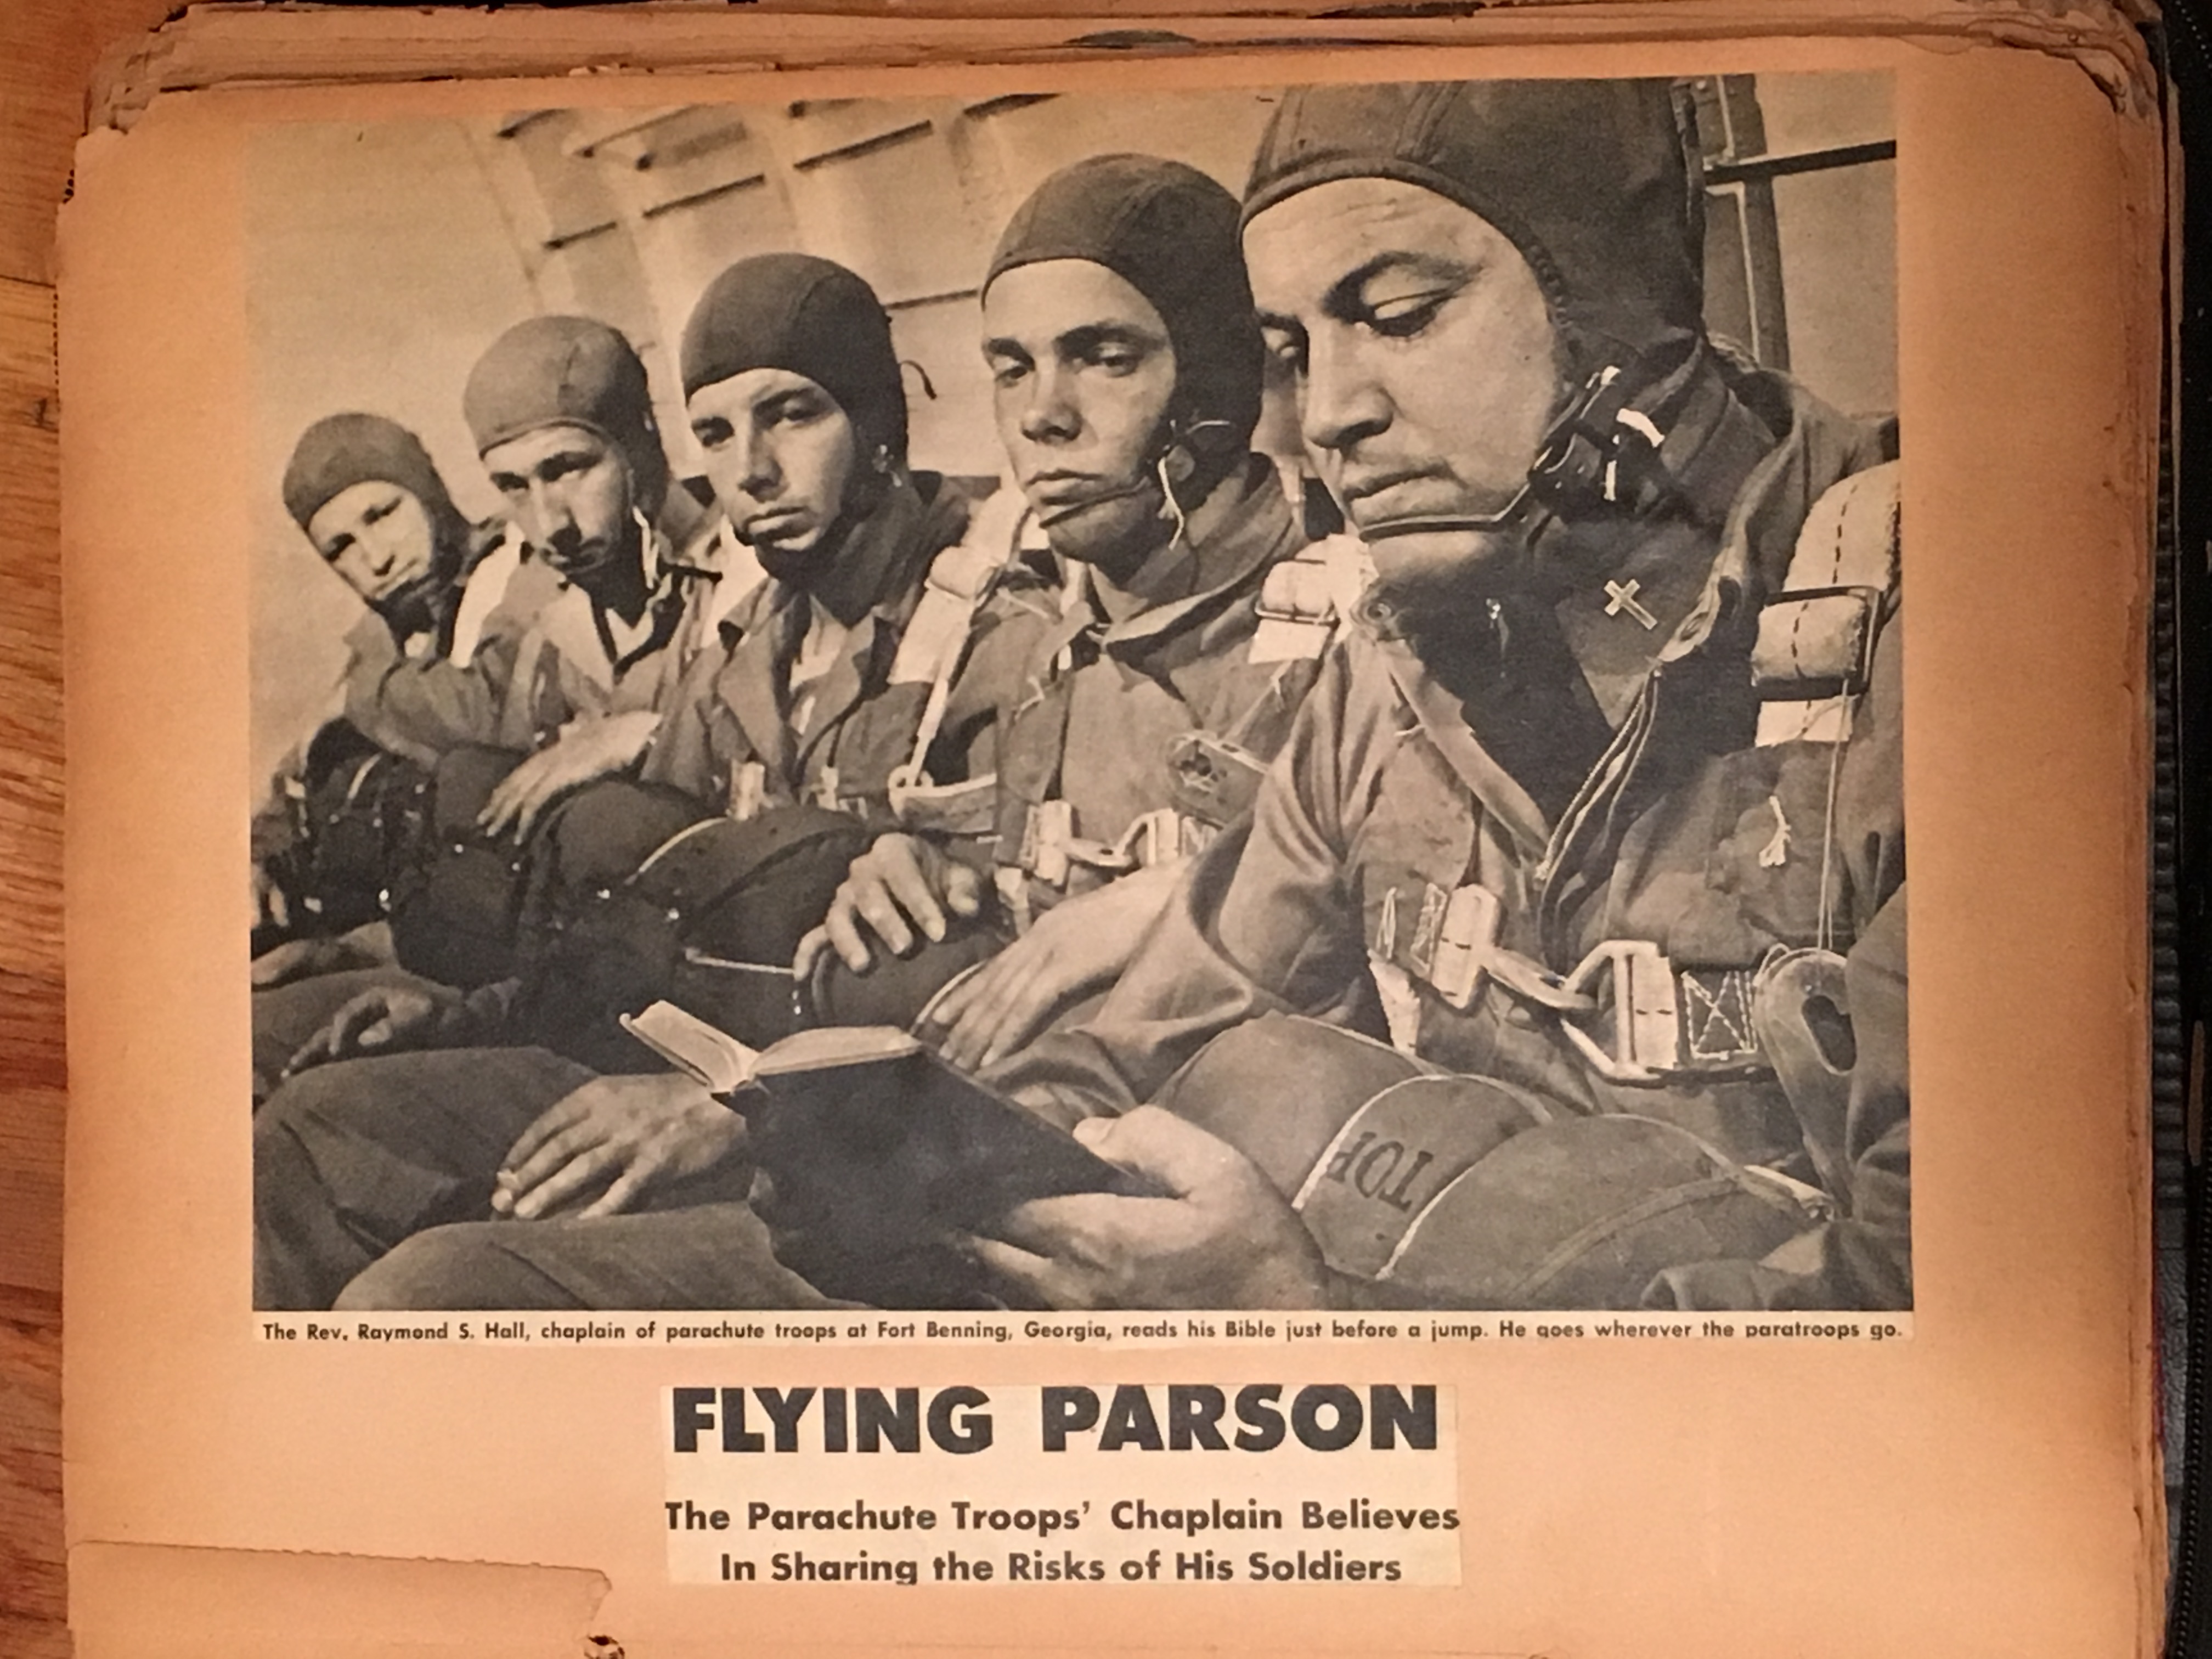 TOP
The Rev. Raymond S. Hall, chaplain of parachute troops at Fort Benning, Georgia, reads his Bible just before a jump. He goes wherever the paratroops go.
FLYING PARSON
The Parachute Troops’ Chaplain Believes
In Sharing the Risks of His Soldiers